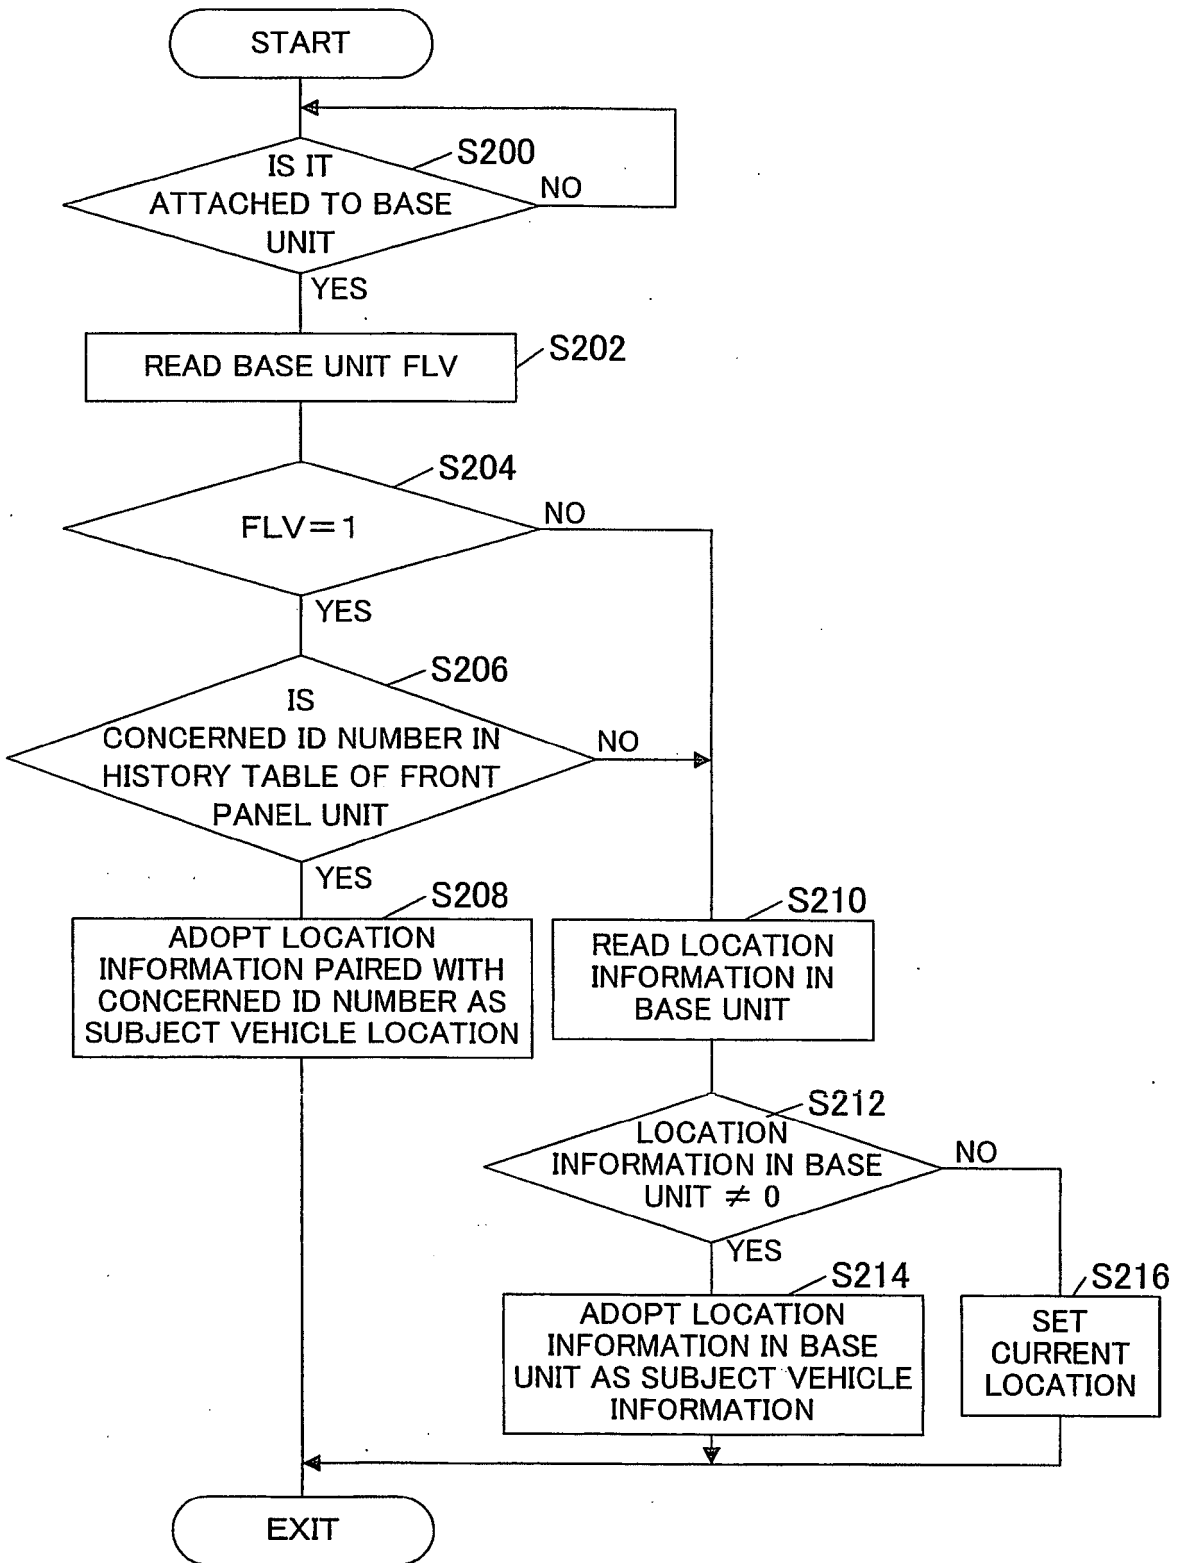 START
S200
IS IT
ATTACHED TO BASE
UNIT
NO
YES
READ BASE UNIT FLV
S202
S204
FLV=1
NO
YES
S206
IS
CONCERNED ID NUMBER IN
HISTORY TABLE OF FRONT
PANEL UNIT
NO
YES
S208
ADOPT LOCATION
INFORMATION PAIRED WITH
CONCERNED ID NUMBER AS
SUBJECT VEHICLE LOCATION
S210
READ LOCATION
INFORMATION IN
BASE UNIT
S212
LOCATION
INFORMATION IN BASE
UNIT ≠ 0
NO
YES
S214
ADOPT LOCATION
INFORMATION IN BASE
UNIT AS SUBJECT VEHICLE
INFORMATION
S216
SET
CURRENT
LOCATION
EXIT